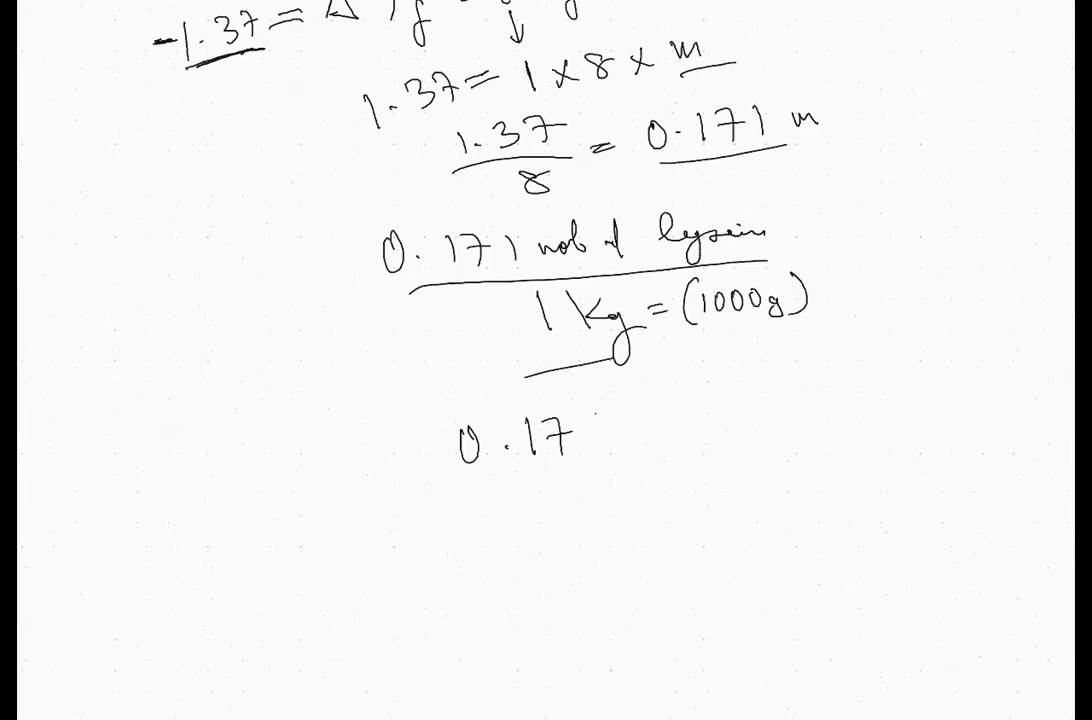 -1.37 = Δ Tf
1.37 = 1 × 8 × m
1.37 / 8 = 0.171 m
0.171 mol of
1 kg = (1000g)
0.17